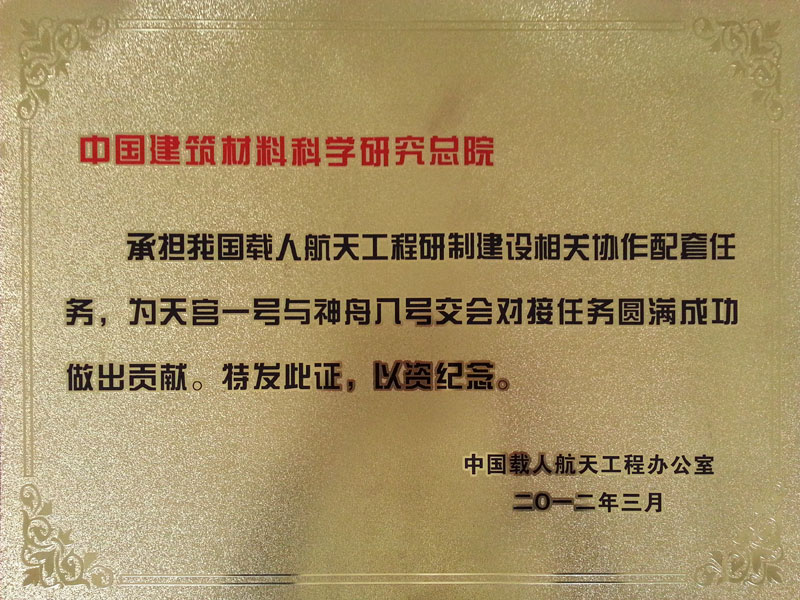 中国建筑材料科学研究总院
承担我国载人航天工程研制建设相关协作配套任
务，为天宫一号与神舟八号交会对接任务圆满成功
做出贡献。特发此证，以资纪念。
中国载人航天工程办公室
二〇一二年三月